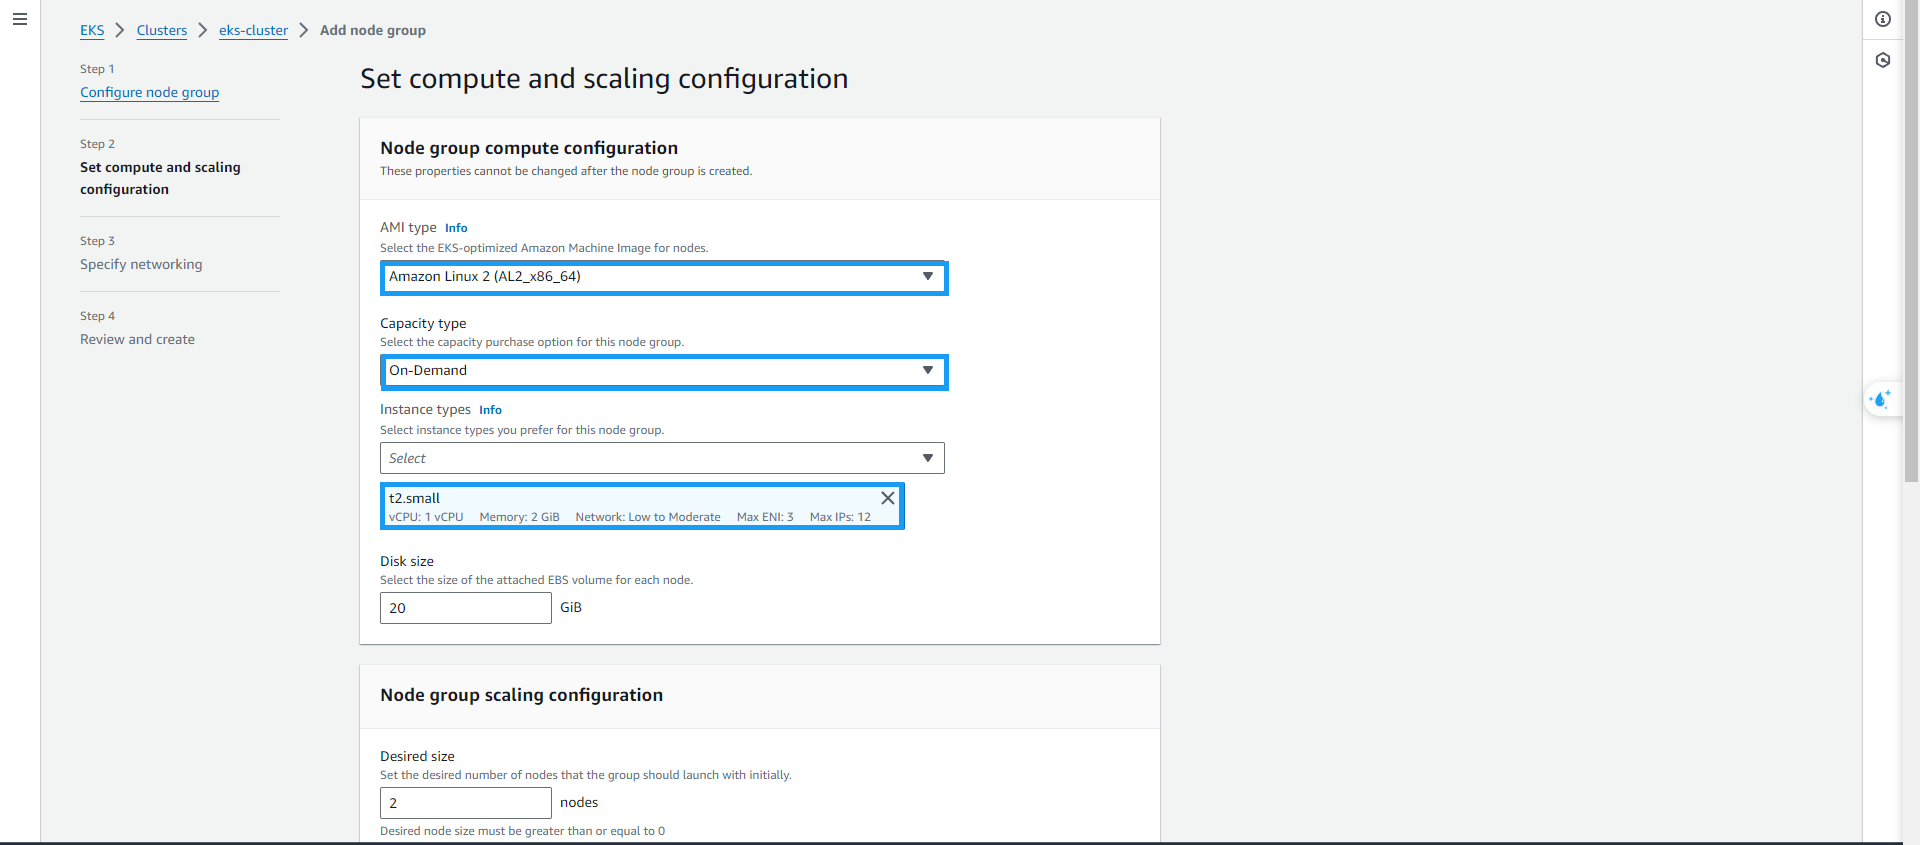 EKS Clusters eks-cluster Add node group
Step 1
Configure node group
Step 2
Set compute and scaling
configuration
Step 3
Specify networking
Step 4
Review and create
Set compute and scaling configuration
Node group compute configuration
These properties cannot be changed after the node group is created.
AMI type Info
Select the EKS-optimized Amazon Machine Image for nodes.
Amazon Linux 2 (AL2_x86_64)
Capacity type
Select the capacity purchase option for this node group.
On-Demand
Instance types Info
Select instance types you prefer for this node group.
Select
t2.small
vCPU: 1 vCPU Memory: 2 GiB Network: Low to Moderate Max ENI: 3 Max IPs: 12
Disk size
Select the size of the attached EBS volume for each node.
20 GiB
Node group scaling configuration
Desired size
Set the desired number of nodes that the group should launch with initially.
2 nodes
Desired node size must be greater than or equal to 0